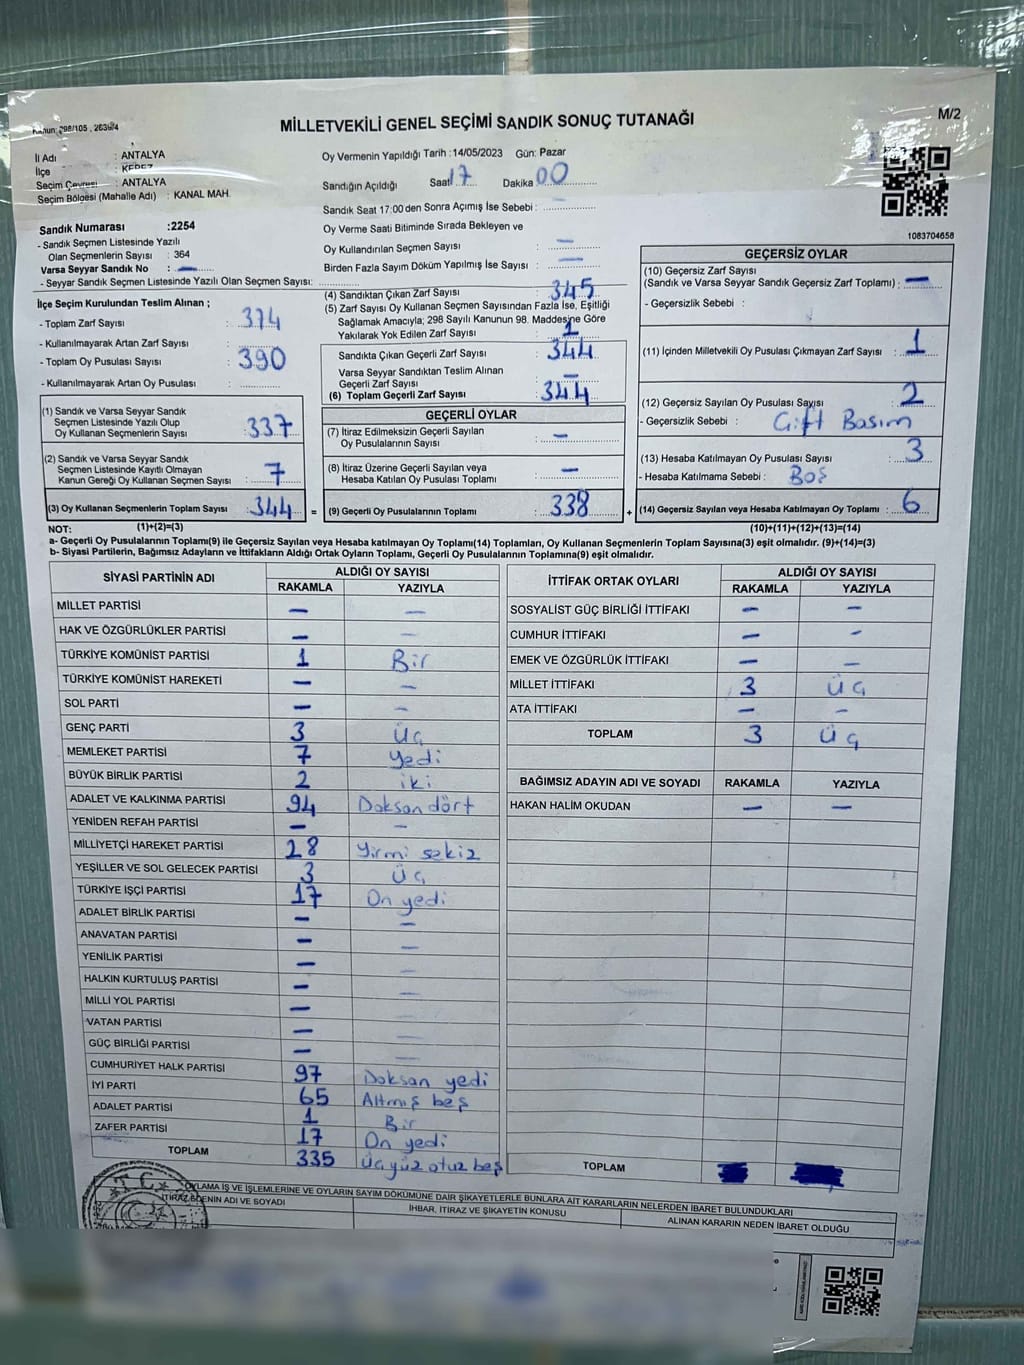 Kanun: 298/105 , 2839/4
MİLLETVEKİLİ GENEL SEÇİMİ SANDIK SONUÇ TUTANAĞI
M/2
İl Adı : ANTALYA
İlçe : KEPEZ
Seçim Çevresi : ANTALYA
Seçim Bölgesi (Mahalle Adı) : KANAL MAH.
Sandık Numarası :2254
- Sandık Seçmen Listesinde Yazılı
Olan Seçmenlerin Sayısı : 364
Varsa Seyyar Sandık No : —
- Seyyar Sandık Seçmen Listesinde Yazılı Olan Seçmen Sayısı:
Oy Vermenin Yapıldığı Tarih :14/05/2023 Gün: Pazar
Sandığın Açıldığı Saat 17 Dakika 00
Sandık Saat 17:00 den Sonra Açımış İse Sebebi : —
Oy Verme Saati Bitiminde Sırada Bekleyen ve
Oy Kullandırılan Seçmen Sayısı : —
Birden Fazla Sayım Döküm Yapılmış İse Sayısı : —
1083704658
İlçe Seçim Kurulundan Teslim Alınan ;
- Toplam Zarf Sayısı : 374
- Kullanılmayarak Artan Zarf Sayısı :
- Toplam Oy Pusulası Sayısı : 390
- Kullanılmayarak Artan Oy Pusulası :
(4) Sandıktan Çıkan Zarf Sayısı : 345
(5) Zarf Sayısı Oy Kullanan Seçmen Sayısından Fazla İse, Eşitliği
Sağlamak Amacıyla; 298 Sayılı Kanunun 98. Maddesine Göre
Yakılarak Yok Edilen Zarf Sayısı : 1
Sandıkta Çıkan Geçerli Zarf Sayısı : 344
Varsa Seyyar Sandıktan Teslim Alınan
Geçerli Zarf Sayısı : —
(6) Toplam Geçerli Zarf Sayısı : 344
GEÇERSİZ OYLAR
(10) Geçersiz Zarf Sayısı
(Sandık ve Varsa Seyyar Sandık Geçersiz Zarf Toplamı) : —
- Geçersizlik Sebebi :
(11) İçinden Milletvekili Oy Pusulası Çıkmayan Zarf Sayısı : 1
(12) Geçersiz Sayılan Oy Pusulası Sayısı : 2
- Geçersizlik Sebebi : Çift Basım
(13) Hesaba Katılmayan Oy Pusulası Sayısı : 3
- Hesaba Katılmama Sebebi : Boş
(1) Sandık ve Varsa Seyyar Sandık
Seçmen Listesinde Yazılı Olup
Oy Kullanan Seçmenlerin Sayısı : 337
(2) Sandık ve Varsa Seyyar Sandık
Seçmen Listesinde Kayıtlı Olmayan
Kanun Gereği Oy Kullanan Seçmen Sayısı : 7
GEÇERLİ OYLAR
(7) İtiraz Edilmeksizin Geçerli Sayılan
Oy Pusulalarının Sayısı : —
(8) İtiraz Üzerine Geçerli Sayılan veya
Hesaba Katılan Oy Pusulası Toplamı : —
(3) Oy Kullanan Seçmenlerin Toplam Sayısı : 344 = (9) Geçerli Oy Pusulalarının Toplamı : 338 + (14) Geçersiz Sayılan veya Hesaba Katılmayan Oy Toplamı : 6
NOT: (1)+(2)=(3) (10)+(11)+(12)+(13)=(14)
a- Geçerli Oy Pusulalarının Toplamı(9) ile Geçersiz Sayılan veya Hesaba katılmayan Oy Toplamı(14) Toplamları, Oy Kullanan Seçmenlerin Toplam Sayısına(3) eşit olmalıdır. (9)+(14)=(3)
b- Siyasi Partilerin, Bağımsız Adayların ve İttifakların Aldığı Ortak Oyların Toplamı, Geçerli Oy Pusulalarının Toplamına(9) eşit olmalıdır.
SİYASİ PARTİNİN ADI ALDIĞI OY SAYISI
RAKAMLA YAZIYLA
MİLLET PARTİSİ — —
HAK VE ÖZGÜRLÜKLER PARTİSİ — —
TÜRKİYE KOMÜNİST PARTİSİ 1 Bir
TÜRKİYE KOMÜNİST HAREKETİ — —
SOL PARTİ — —
GENÇ PARTİ 3 Üç
MEMLEKET PARTİSİ 7 Yedi
BÜYÜK BİRLİK PARTİSİ 2 iki
ADALET VE KALKINMA PARTİSİ 94 Doksan dört
YENİDEN REFAH PARTİSİ — —
MİLLİYETÇİ HAREKET PARTİSİ 28 Yirmi sekiz
YEŞİLLER VE SOL GELECEK PARTİSİ 3 Üç
TÜRKİYE İŞÇİ PARTİSİ 17 On yedi
ADALET BİRLİK PARTİSİ — —
ANAVATAN PARTİSİ — —
YENİLİK PARTİSİ — —
HALKIN KURTULUŞ PARTİSİ — —
MİLLİ YOL PARTİSİ — —
VATAN PARTİSİ — —
GÜÇ BİRLİĞİ PARTİSİ — —
CUMHURİYET HALK PARTİSİ 97 Doksan yedi
İYİ PARTİ 65 Altmış beş
ADALET PARTİSİ 1 Bir
ZAFER PARTİSİ 17 On yedi
TOPLAM 335 Üçyüz otuz beş
İTTİFAK ORTAK OYLARI ALDIĞI OY SAYISI
RAKAMLA YAZIYLA
SOSYALİST GÜÇ BİRLİĞİ İTTİFAKI — —
CUMHUR İTTİFAKI — —
EMEK VE ÖZGÜRLÜK İTTİFAKI — —
MİLLET İTTİFAKI 3 Üç
ATA İTTİFAKI — —
TOPLAM 3 Üç
BAĞIMSIZ ADAYIN ADI VE SOYADI RAKAMLA YAZIYLA
HAKAN HALİM OKUDAN — —
TOPLAM
T.C.
OYLAMA İŞ VE İŞLEMLERİNE VE OYLARIN SAYIM DÖKÜMÜNE DAİR ŞİKAYETLERLE BUNLARA AİT KARARLARIN NELERDEN İBARET BULUNDUKLARI
İTİRAZ EDENİN ADI VE SOYADI İHBAR, İTİRAZ VE ŞİKAYETİN KONUSU ALINAN KARARIN NEDEN İBARET OLDUĞU